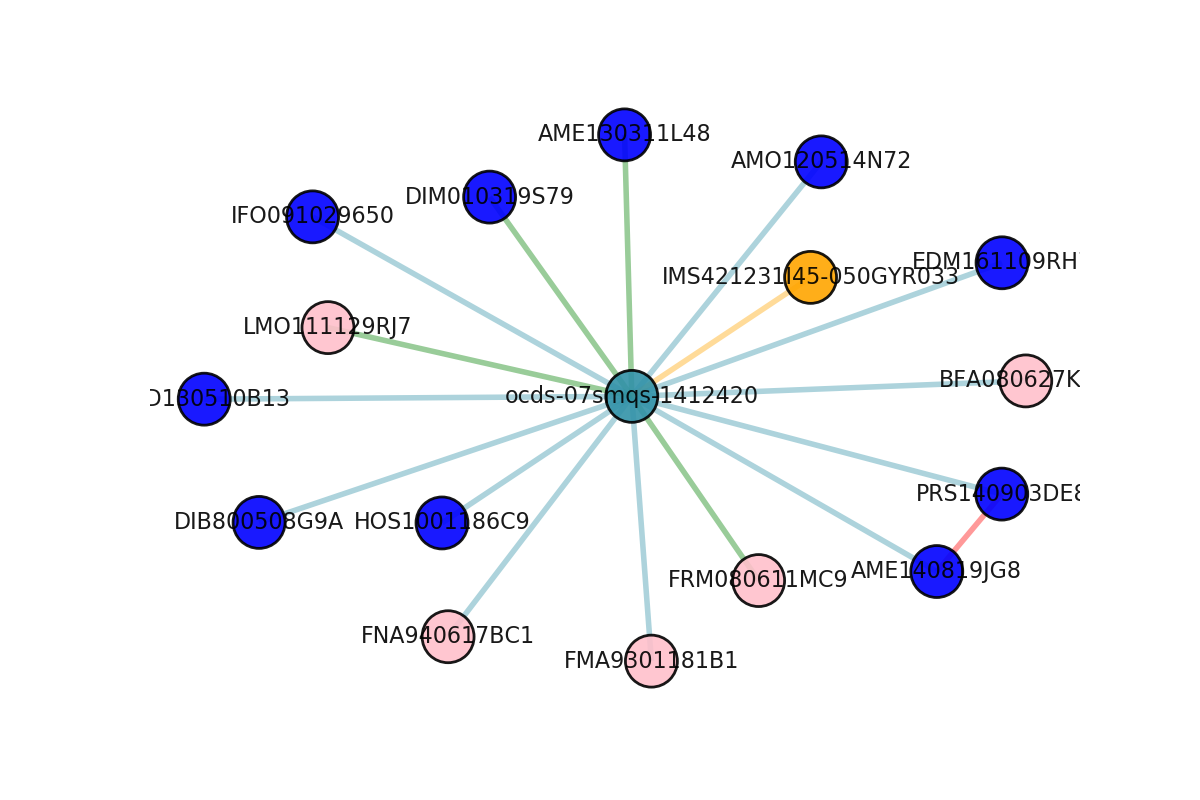 AME130311L48
AMO120514N72
DIM010319S79
IFO091029650
EDM161109RH
IMS421231I45-050GYR033
LMO111129RJ7
BFA080627K
ocds-07smqs-1412420
130510B13
PRS140903DE8
DIB800508G9A
HOS1001186C9
AME140819JG8
FRM080611MC9
FNA940617BC1
FMA9301181B1